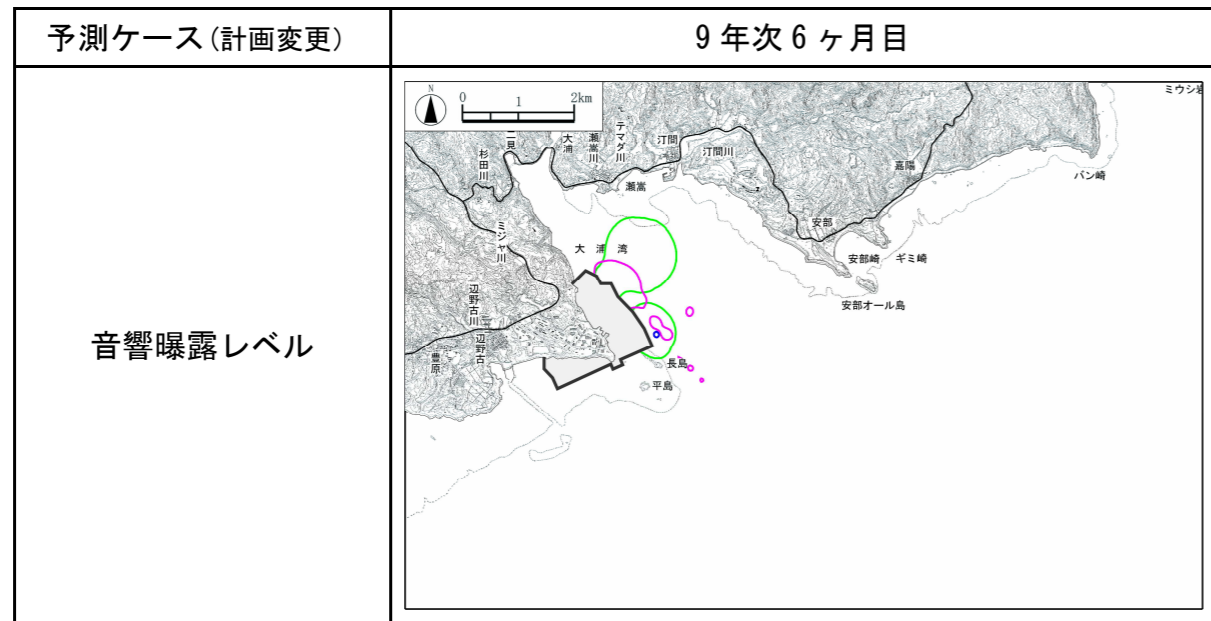 予測ケース(計画変更)
9年次6ヶ月目
音響曝露レベル
N
0 1 2km
ミウシ岩
二見
大浦
瀬嵩川
テマダ川
汀間
汀間川
杉田川
瀬嵩
嘉陽
バン崎
ミジャ川
大浦湾
安部
安部崎
ギミ崎
安部オール島
辺野古川
辺野古
豊原
長島
平島